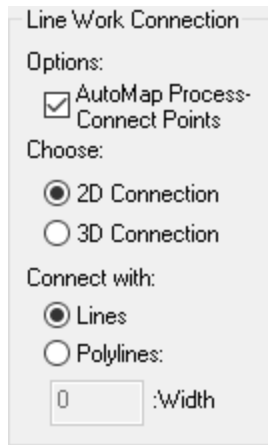 Line Work Connection
Options:
AutoMap Process-
Connect Points
Choose:
2D Connection
3D Connection
Connect with:
Lines
Polylines:
0 :Width